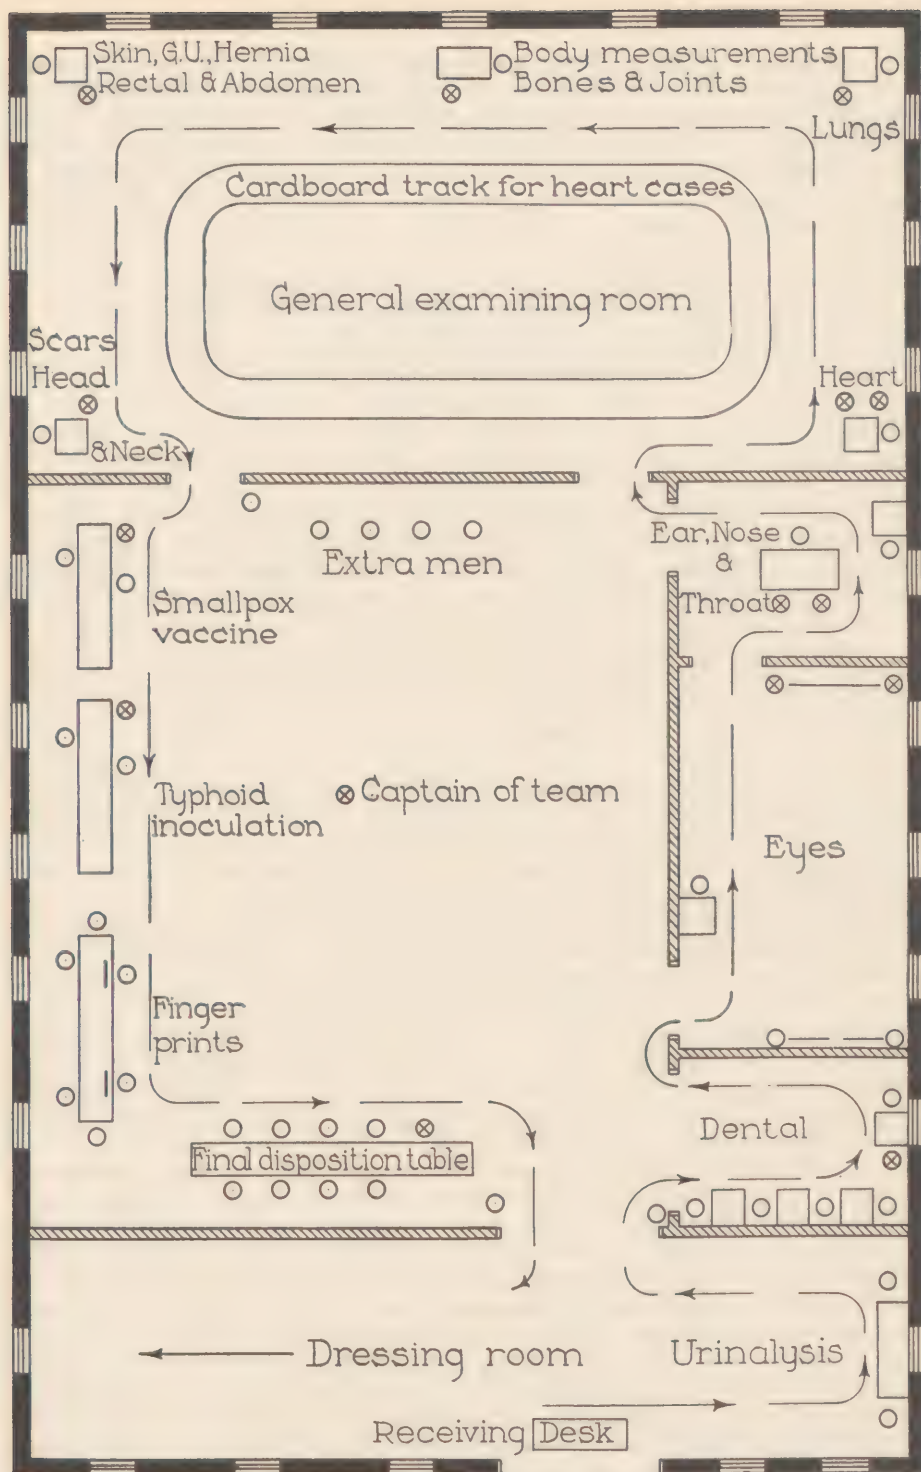 Skin, G.U., Hernia
Rectal & Abdomen
Body measurements
Bones & Joints
Lungs
Cardboard track for heart cases
General examining room
Scars
Head
& Neck
Heart
Extra men
Ear, Nose
&
Throat
Smallpox
vaccine
Typhoid
inoculation
Captain of team
Eyes
Finger
prints
Dental
Final disposition table
Dressing room
Urinalysis
Receiving Desk